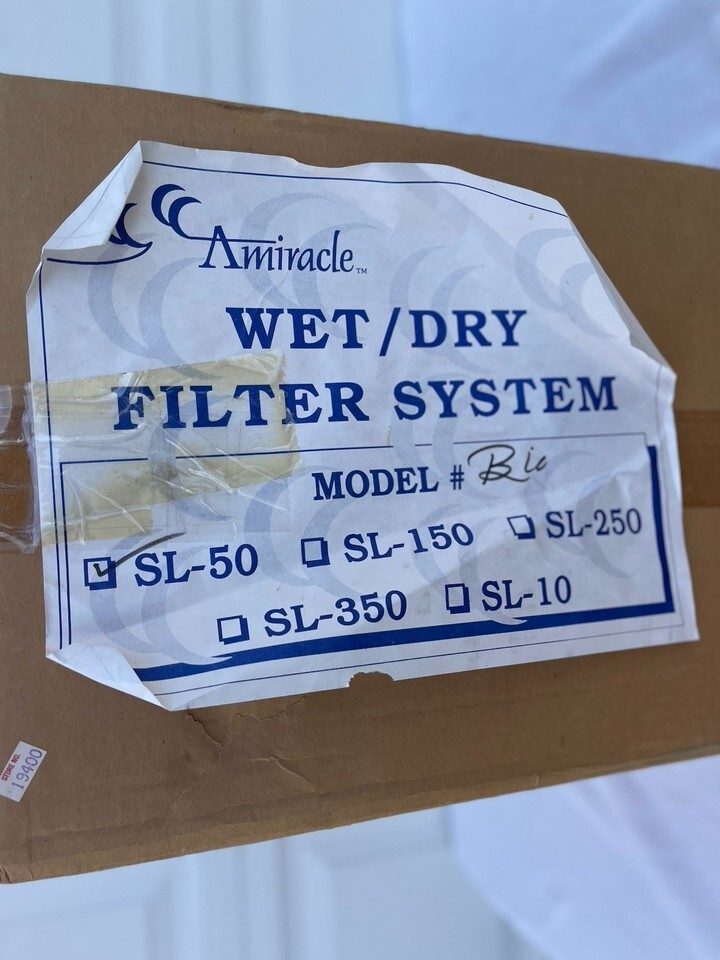 Amiracle™
WET/DRY
FILTER SYSTEM
MODEL # Bio
SL-50 SL-150 SL-250
SL-350 SL-10
STORE NO.
19400